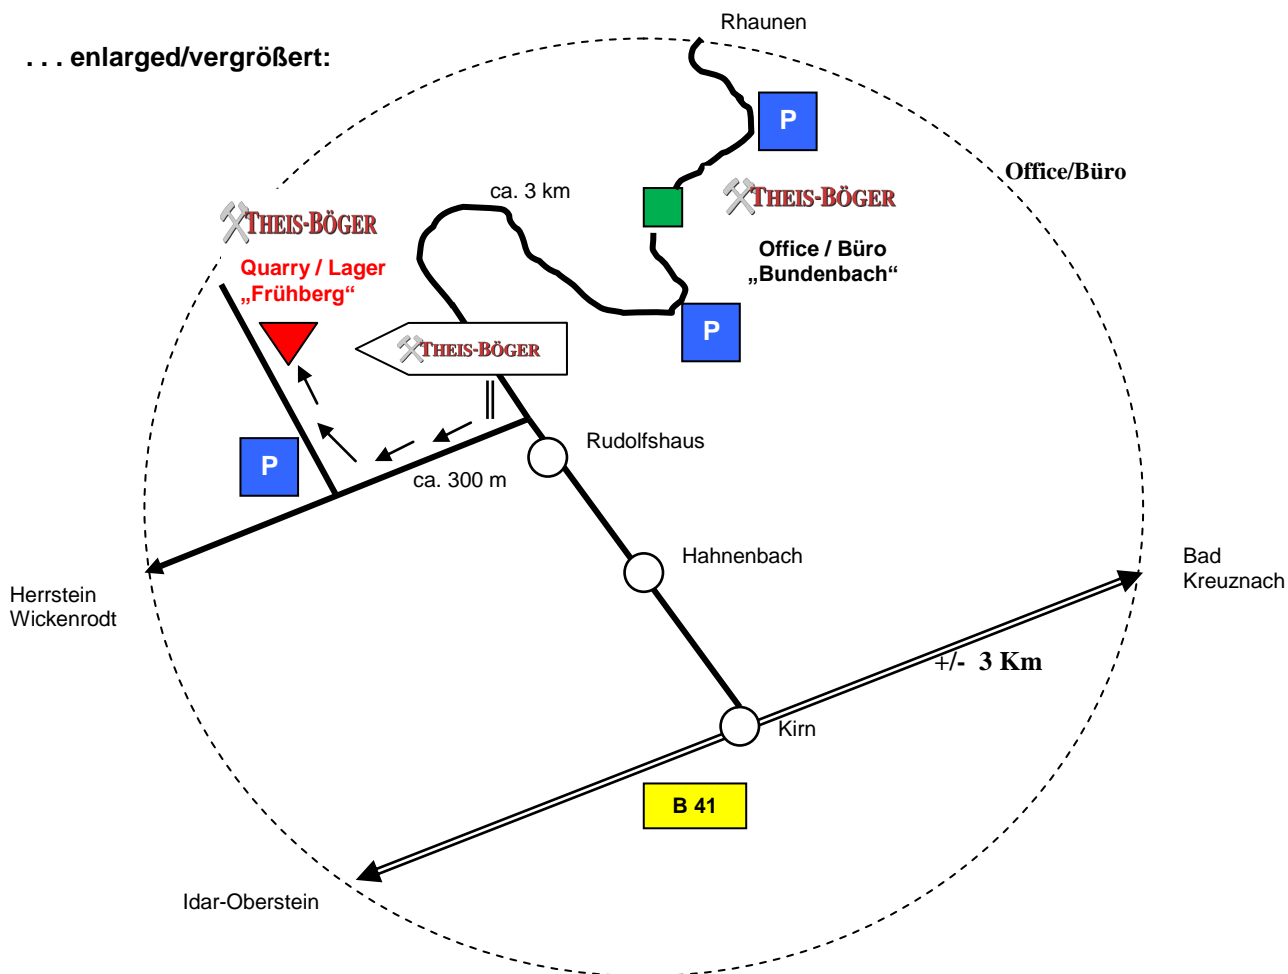 Rhaunen
. . . enlarged/vergrößert:
P
Office/Büro
ca. 3 km
THEIS-BÖGER
THEIS-BÖGER
Office / Büro
„Bundenbach“
Quarry / Lager
„Frühberg“
P
THEIS-BÖGER
Rudolfshaus
P
ca. 300 m
Hahnenbach
Bad
Kreuznach
Herrstein
Wickenrodt
+/- 3 Km
Kirn
B 41
Idar-Oberstein